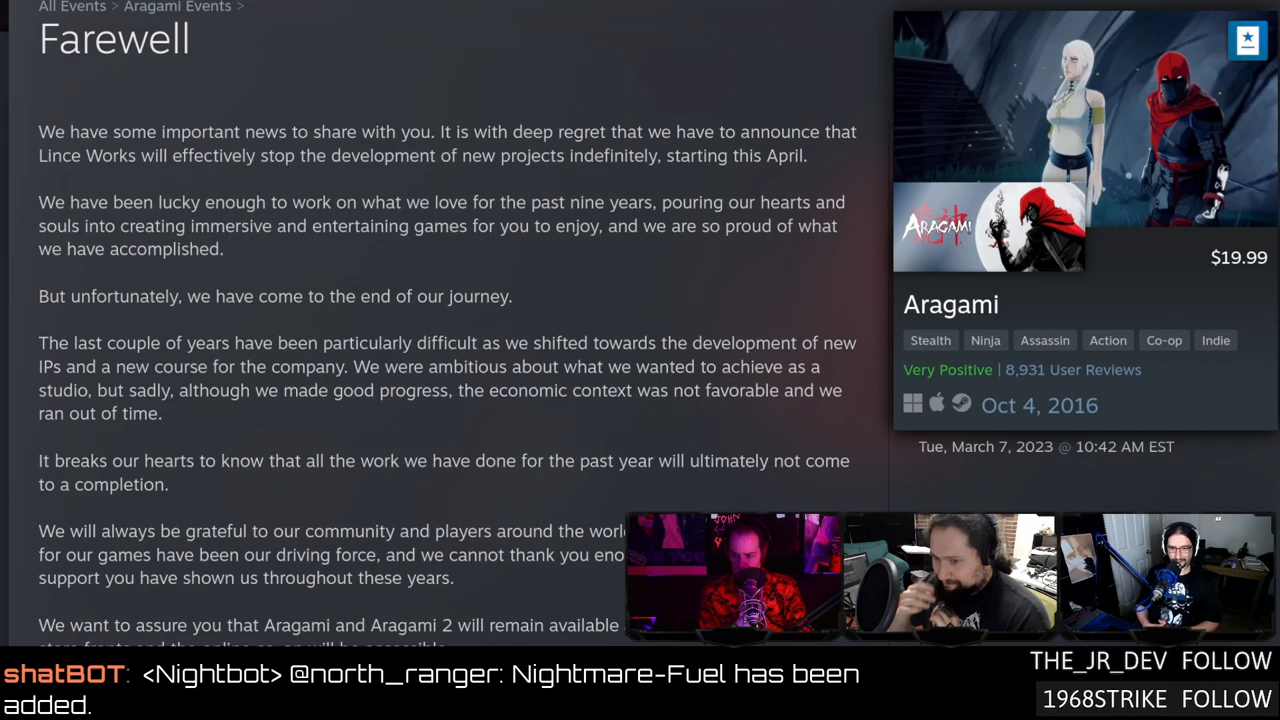 All Events > Aragami Events >
Farewell
We have some important news to share with you. It is with deep regret that we have to announce that
Lince Works will effectively stop the development of new projects indefinitely, starting this April.
We have been lucky enough to work on what we love for the past nine years, pouring our hearts and
souls into creating immersive and entertaining games for you to enjoy, and we are so proud of what
we have accomplished.
But unfortunately, we have come to the end of our journey.
The last couple of years have been particularly difficult as we shifted towards the development of new
IPs and a new course for the company. We were ambitious about what we wanted to achieve as a
studio, but sadly, although we made good progress, the economic context was not favorable and we
ran out of time.
It breaks our hearts to know that all the work we have done for the past year will ultimately not come
to a completion.
We will always be grateful to our community and players around the
for our games have been our driving force, and we cannot thank you
support you have shown us throughout these years.
We want to assure you that Aragami and Aragami 2 will remain available
ARAGAMI
$19.99
Aragami
Stealth Ninja Assassin Action Co-op Indie
Very Positive | 8,931 User Reviews
Oct 4, 2016
Tue, March 7, 2023 @ 10:42 AM EST
JOHN
shatBOT: <Nightbot> @north_ranger: Nightmare-Fuel has been
added.
THE_JR_DEV FOLLOW
1968STRIKE FOLLOW